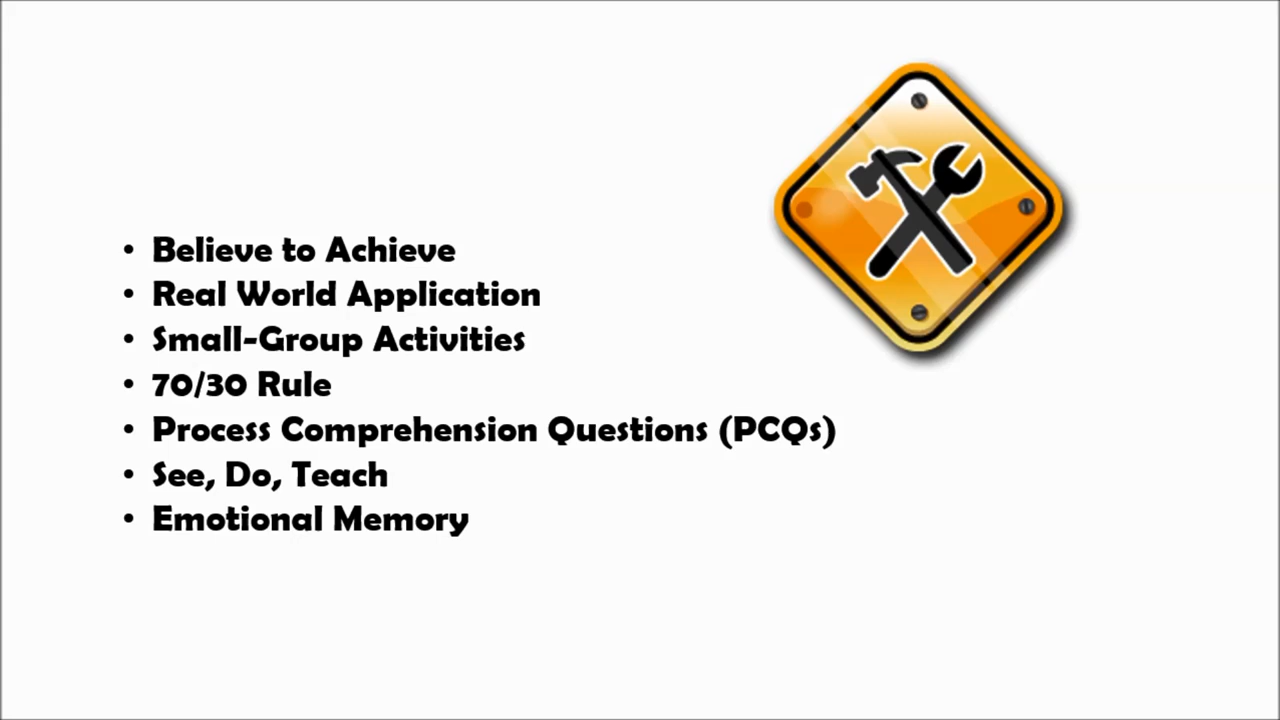 • Believe to Achieve
• Real World Application
• Small-Group Activities
• 70/30 Rule
• Process Comprehension Questions (PCQs)
• See, Do, Teach
• Emotional Memory